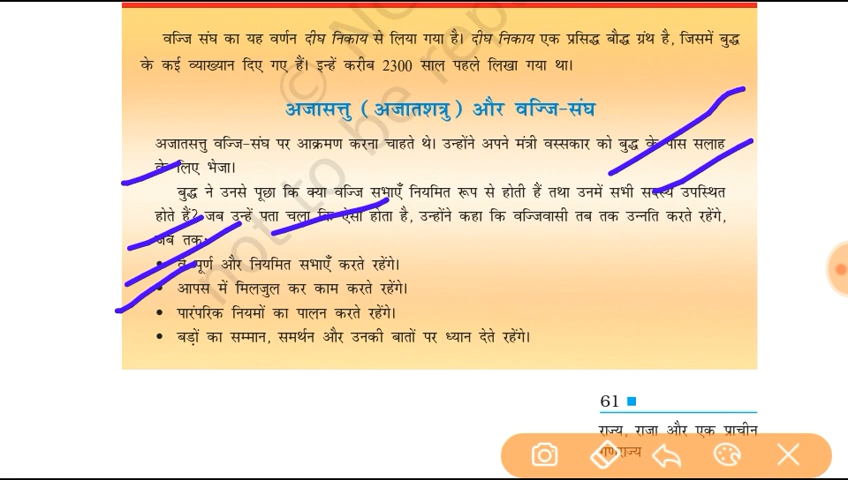 वज्जि संघ का यह वर्णन दीघ निकाय से लिया गया है। दीघ निकाय एक प्रसिद्ध बौद्ध ग्रंथ है, जिसमें बुद्ध
के कई व्याख्यान दिए गए हैं। इन्हें करीब 2300 साल पहले लिखा गया था।
अजासत्तु (अजातशत्रु) और वज्जि-संघ
अजातसत्तु वज्जि-संघ पर आक्रमण करना चाहते थे। उन्होंने अपने मंत्री वस्सकार को बुद्ध के पास सलाह
के लिए भेजा।
बुद्ध ने उनसे पूछा कि क्या वज्जि सभाएँ नियमित रूप से होती हैं तथा उनमें सभी सदस्य उपस्थित
होते हैं? जब उन्हें पता चला कि ऐसा होता है, उन्होंने कहा कि वज्जिवासी तब तक उन्नति करते रहेंगे,
जब तक:
• वे पूर्ण और नियमित सभाएँ करते रहेंगे।
• आपस में मिलजुल कर काम करते रहेंगे।
• पारंपरिक नियमों का पालन करते रहेंगे।
• बड़ों का सम्मान, समर्थन और उनकी बातों पर ध्यान देते रहेंगे।
61
राज्य, राजा और एक प्राचीन
गणराज्य